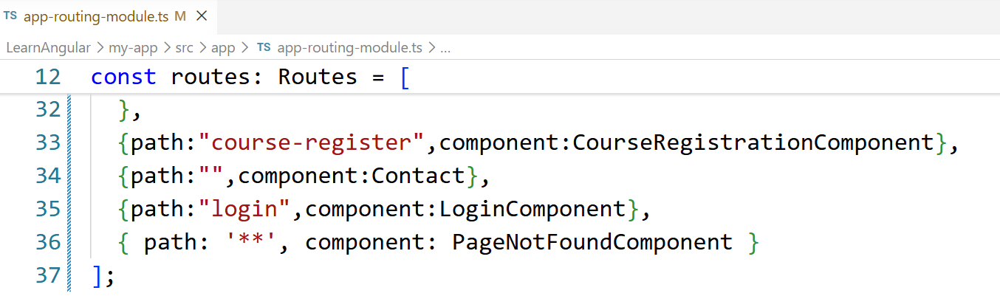 TS app-routing-module.ts M ×
LearnAngular > my-app > src > app > TS app-routing-module.ts > ...
12 const routes: Routes = [
32 },
33 {path:"course-register",component:CourseRegistrationComponent},
34 {path:"",component:Contact},
35 {path:"login",component:LoginComponent},
36 { path: '**', component: PageNotFoundComponent }
37 ];